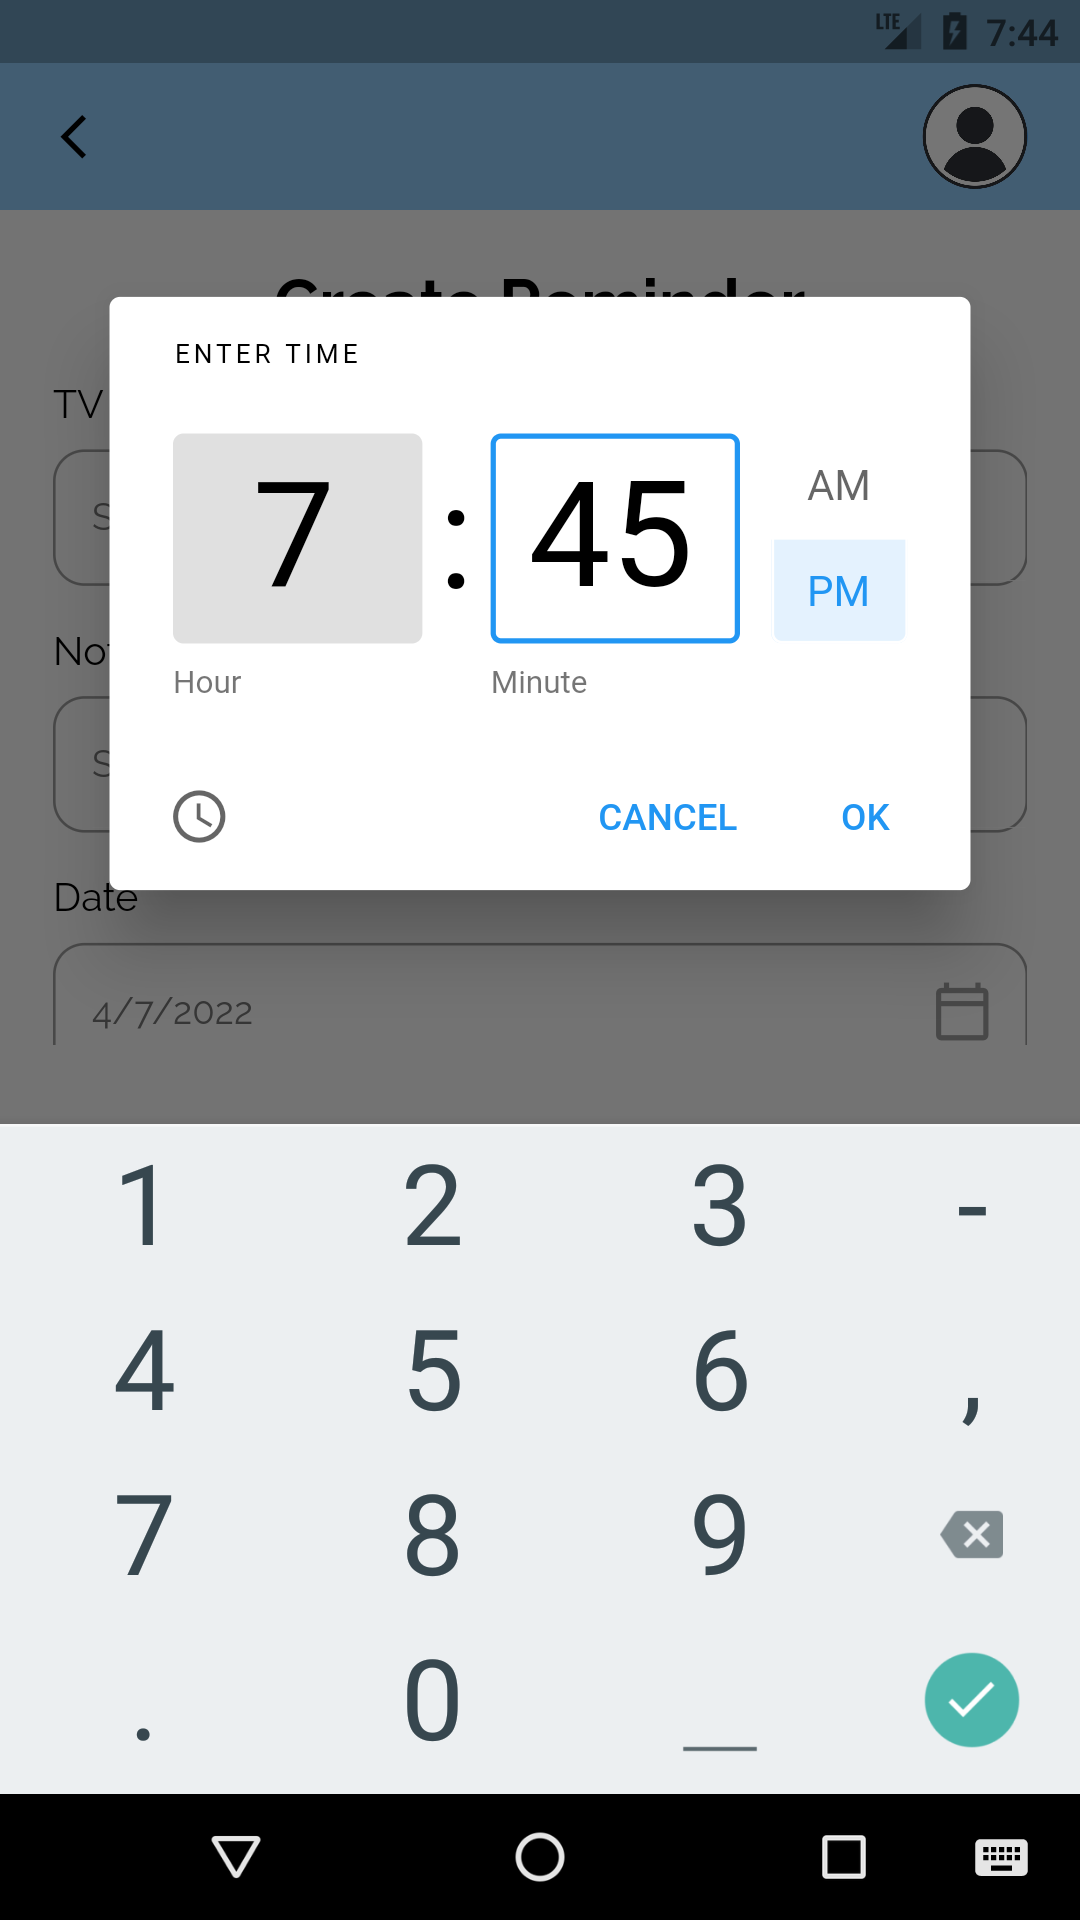 LTE 7:44
Create Reminder
ENTER TIME
TV
7 : 45
AM
PM
Hour Minute
CANCEL OK
Date
4/7/2022
1 2 3 -
4 5 6 ,
7 8 9
. 0 _